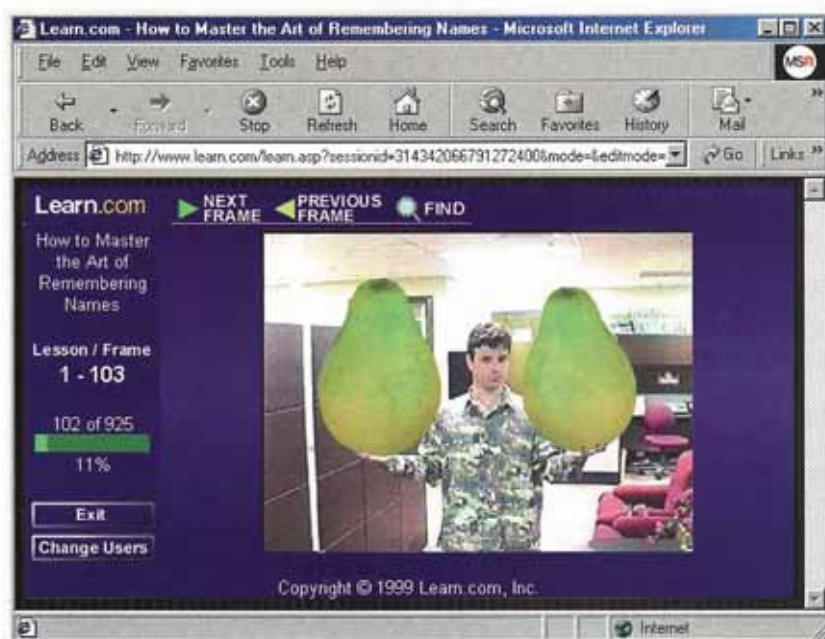 Learn.com - How to Master the Art of Remembering Names - Microsoft Internet Explorer
File Edit View Favorites Tools Help
MSN
Back Forward Stop Refresh Home Search Favorites History Mail »
Address http://www.learn.com/learn.asp?sessionid=314342066791272400&mode=&editmode= Go Links »
Learn.com
NEXT FRAME PREVIOUS FRAME FIND
How to Master
the Art of
Remembering
Names
Lesson / Frame
1 - 103
102 of 925
11%
Exit
Change Users
Copyright © 1999 Learn.com, Inc.
Internet